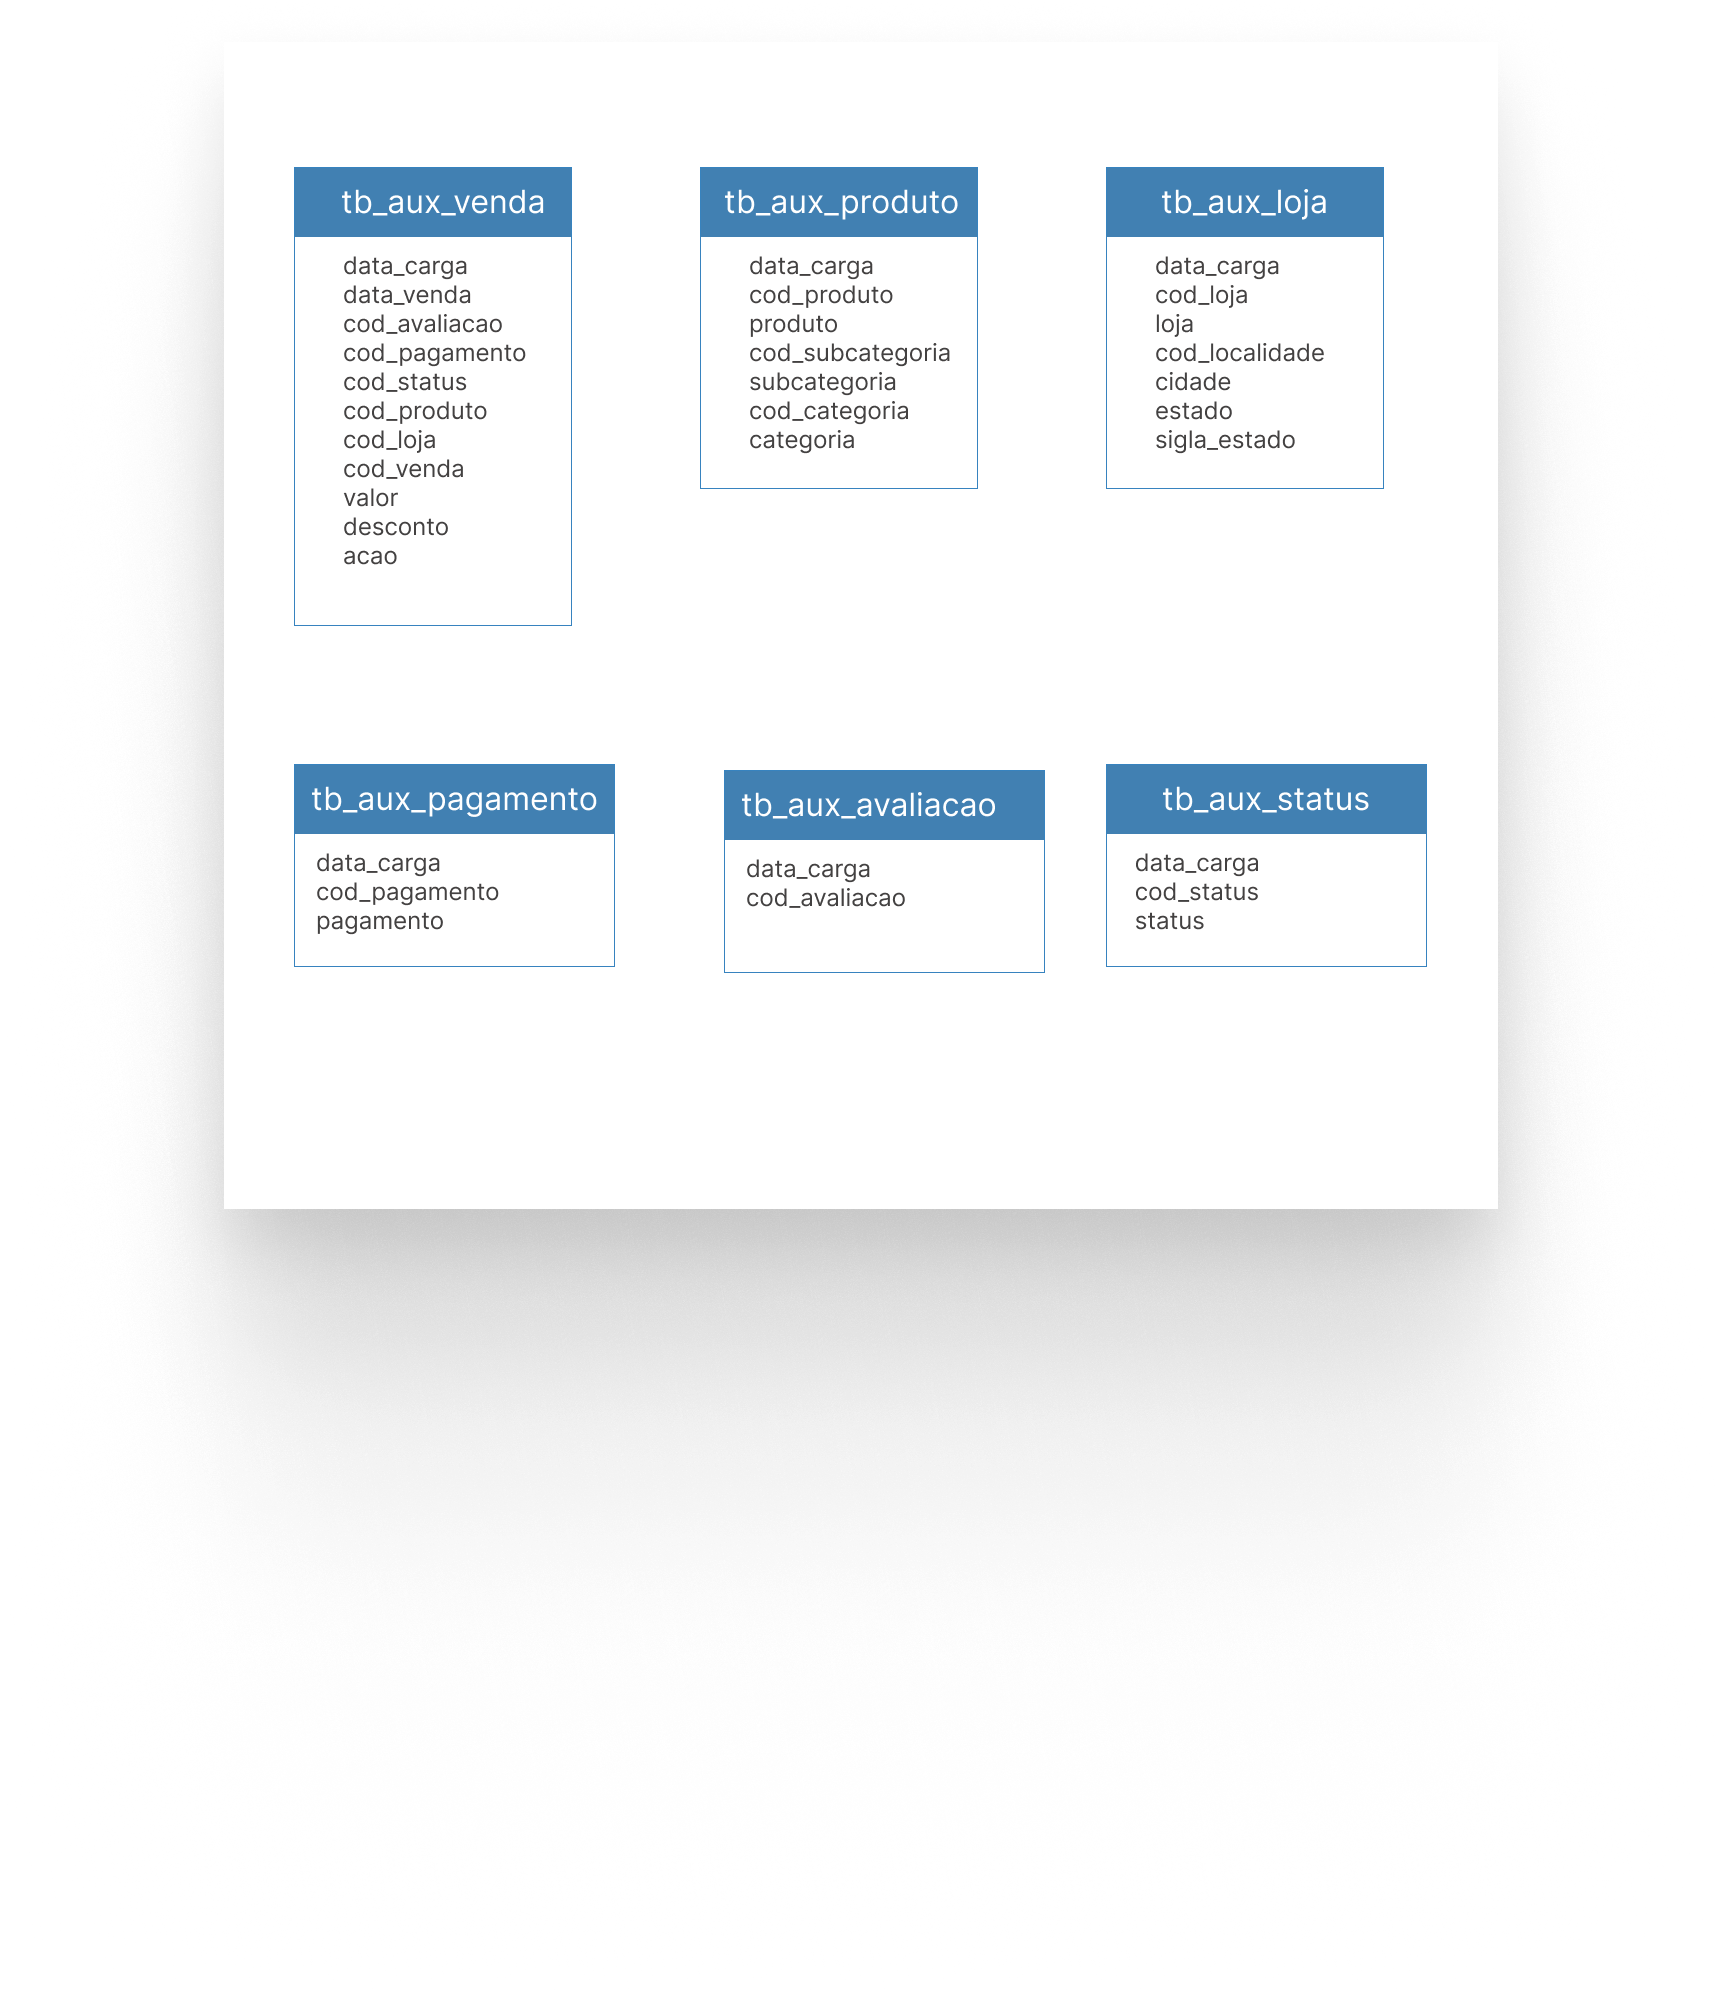 tb_aux_venda
data_carga
data_venda
cod_avaliacao
cod_pagamento
cod_status
cod_produto
cod_loja
cod_venda
valor
desconto
acao
tb_aux_produto
data_carga
cod_produto
produto
cod_subcategoria
subcategoria
cod_categoria
categoria
tb_aux_loja
data_carga
cod_loja
loja
cod_localidade
cidade
estado
sigla_estado
tb_aux_pagamento
data_carga
cod_pagamento
pagamento
tb_aux_avaliacao
data_carga
cod_avaliacao
tb_aux_status
data_carga
cod_status
status